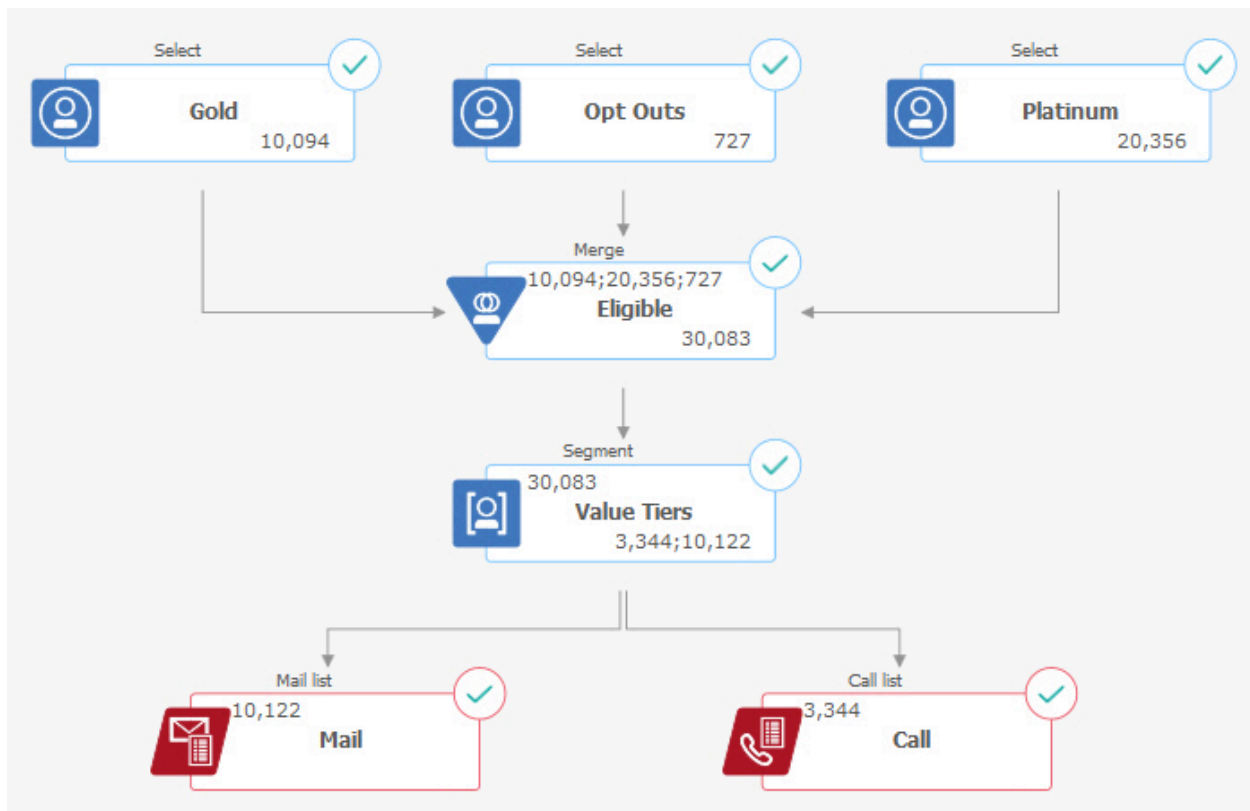 Select
Gold
10,094
Select
Opt Outs
727
Select
Platinum
20,356
Merge
10,094;20,356;727
Eligible
30,083
Segment
30,083
Value Tiers
3,344;10,122
Mail list
10,122
Mail
Call list
3,344
Call